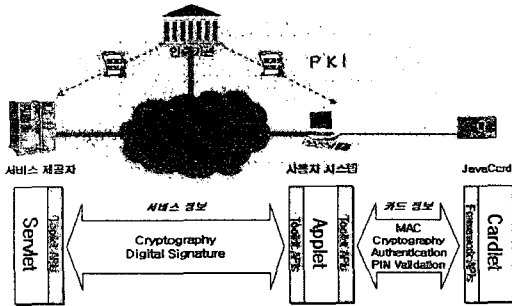 인증기관
PKI
서비스 제공자
사용자 시스템
JavaCard
Servlet
Toolkit APIs
서비스 정보
Cryptography
Digital Signature
Toolkit APIs
Applet
Toolkit APIs
카드 정보
MAC
Cryptography
Authentication
PIN Validation
Framework APIs
Cardlet